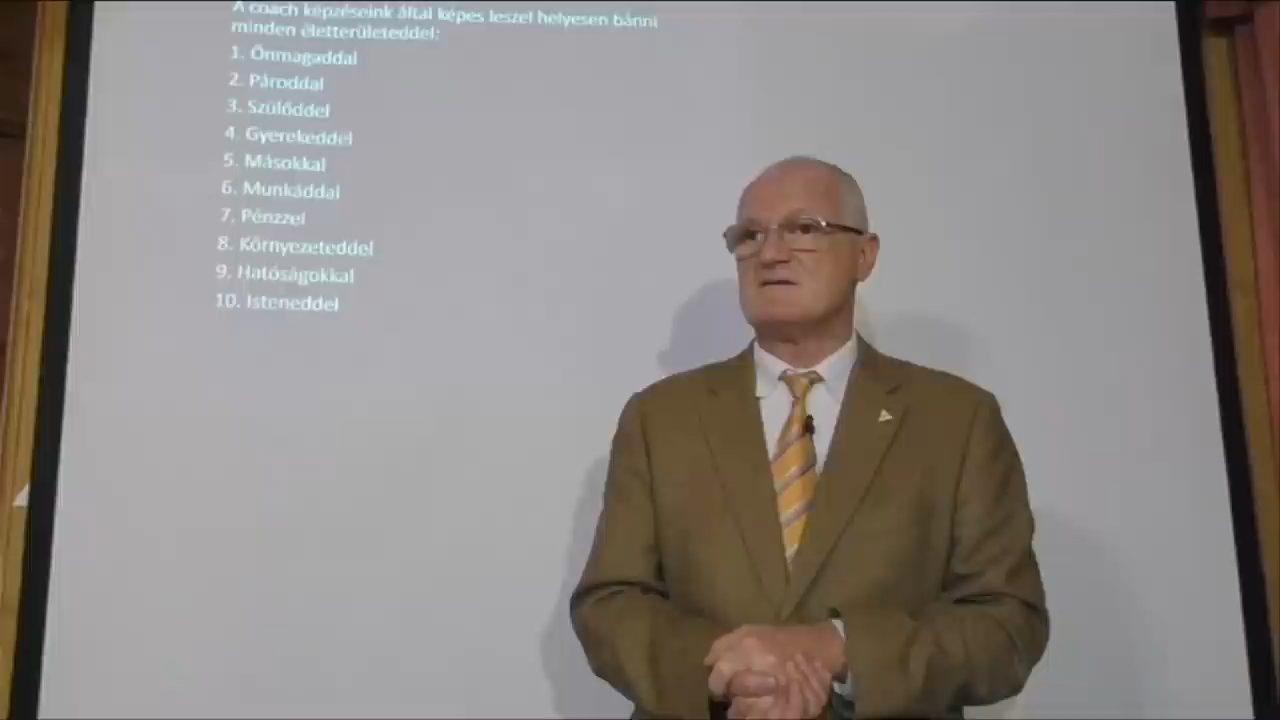 A coach képzéseink által képes leszel helyesen bánni
minden életterületeddel:
1. Önmagaddal
2. Pároddal
3. Szülőddel
4. Gyerekeddel
5. Másokkal
6. Munkáddal
7. Pénzzel
8. Környezeteddel
9. Hatóságokkal
10. Isteneddel